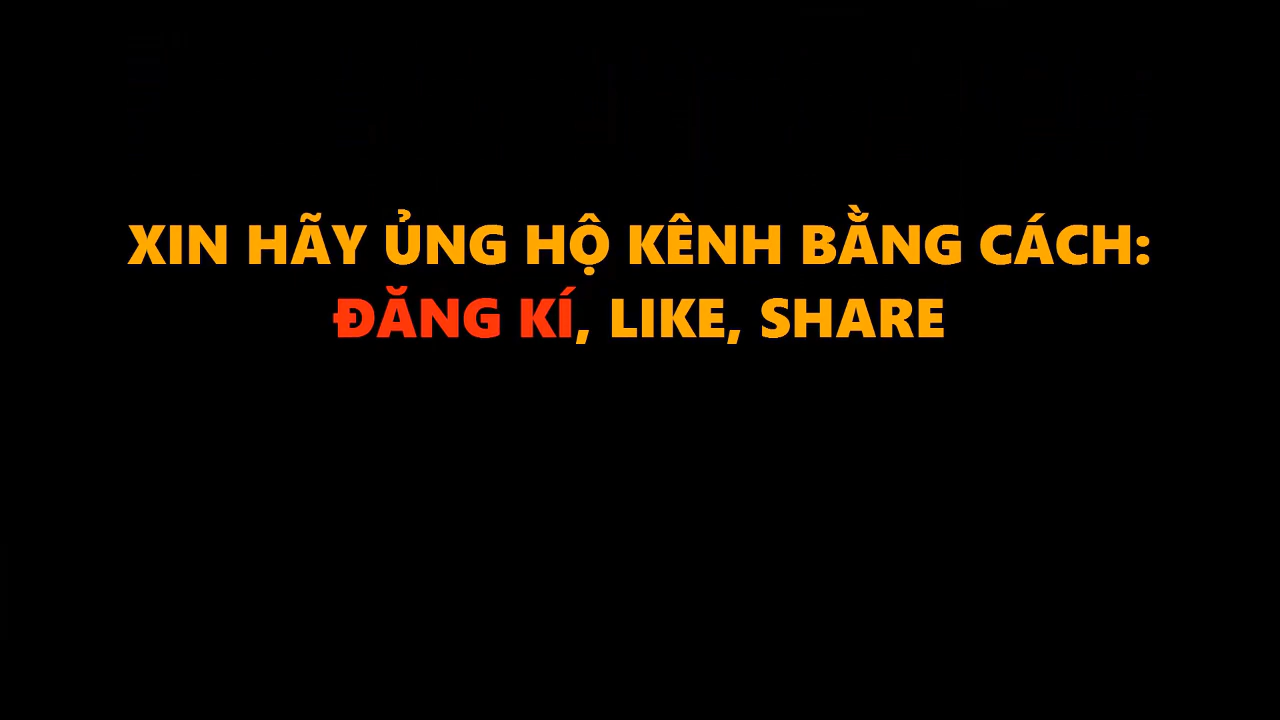 XIN HÃY ỦNG HỘ KÊNH BẰNG CÁCH:
ĐĂNG KÍ, LIKE, SHARE